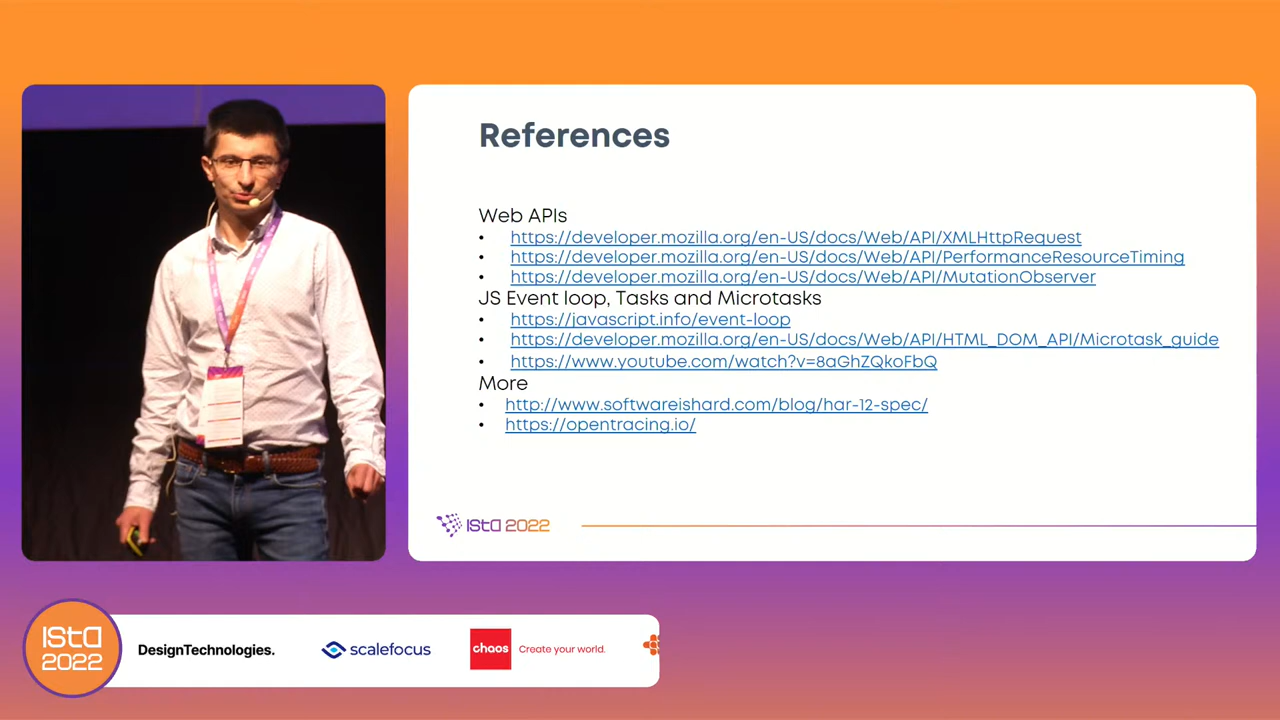 References
Web APIs
• https://developer.mozilla.org/en-US/docs/Web/API/XMLHttpRequest
• https://developer.mozilla.org/en-US/docs/Web/API/PerformanceResourceTiming
• https://developer.mozilla.org/en-US/docs/Web/API/MutationObserver
JS Event loop, Tasks and Microtasks
• https://javascript.info/event-loop
• https://developer.mozilla.org/en-US/docs/Web/API/HTML_DOM_API/Microtask_guide
• https://www.youtube.com/watch?v=8aGhZQkoFbQ
More
• http://www.softwareishard.com/blog/har-12-spec/
• https://opentracing.io/
ISTA 2022
ISTA
2022
DesignTechnologies.
scalefocus
chaos
Create your world.